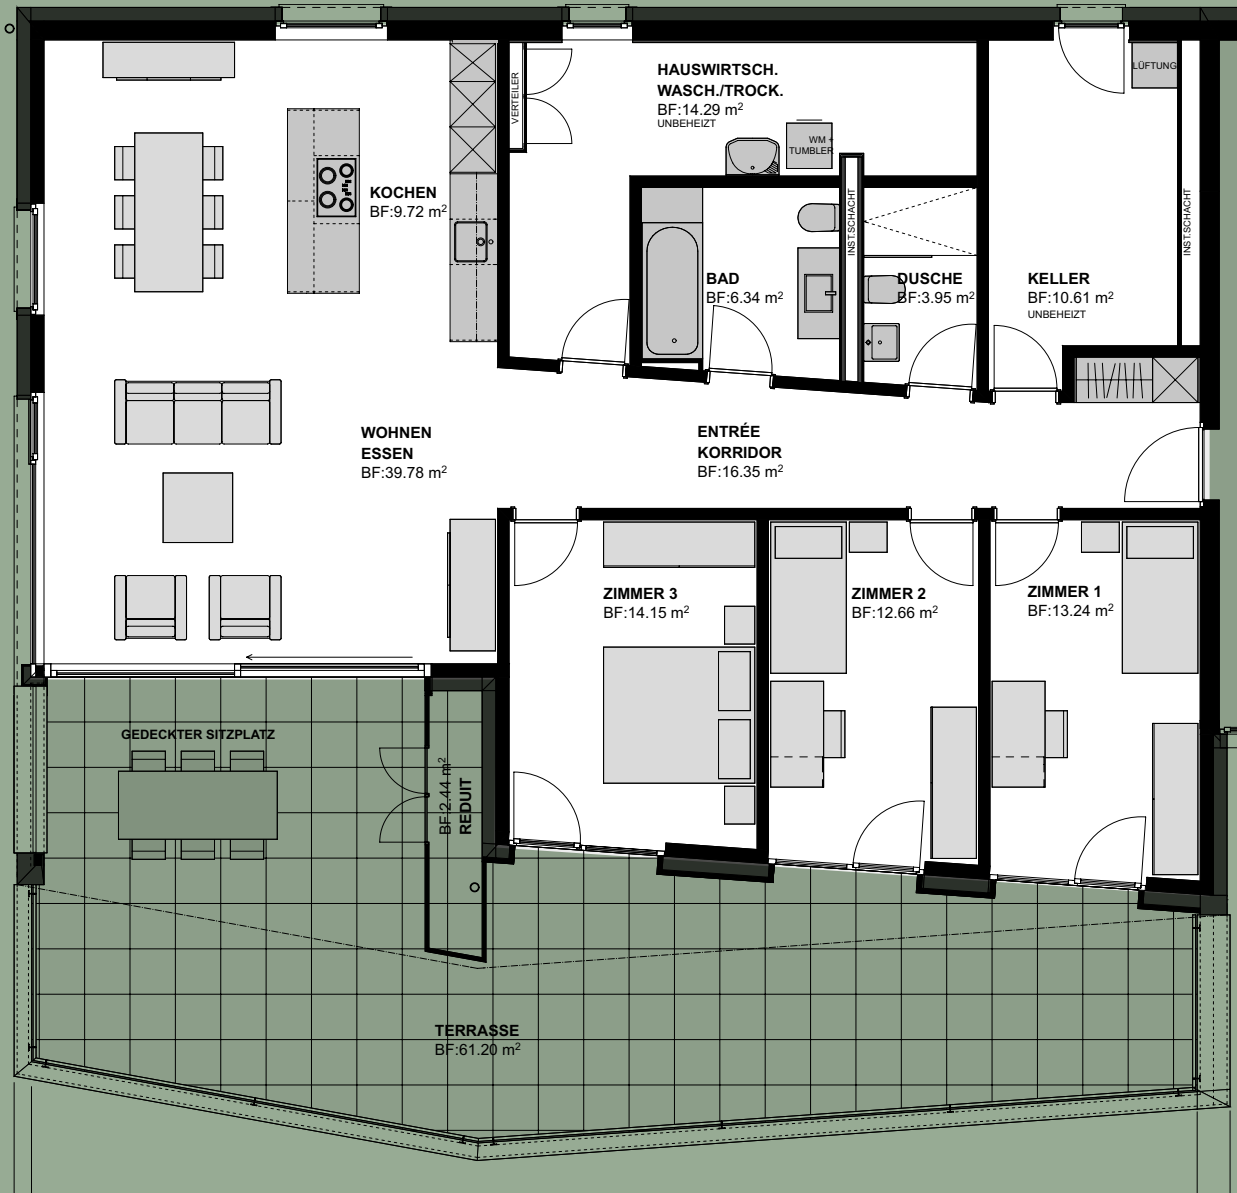 HAUSWIRTSCH.
WASCH./TROCK.
BF:14.29 m²
UNBEHEIZT
VERTEILER
WM +
TUMBLER
LÜFTUNG
KOCHEN
BF:9.72 m²
INST.SCHACHT
INST.SCHACHT
BAD
BF:6.34 m²
DUSCHE
BF:3.95 m²
KELLER
BF:10.61 m²
UNBEHEIZT
WOHNEN
ESSEN
BF:39.78 m²
ENTRÉE
KORRIDOR
BF:16.35 m²
ZIMMER 3
BF:14.15 m²
ZIMMER 2
BF:12.66 m²
ZIMMER 1
BF:13.24 m²
GEDECKTER SITZPLATZ
REDUIT
BF:2.44 m²
TERRASSE
BF:61.20 m²